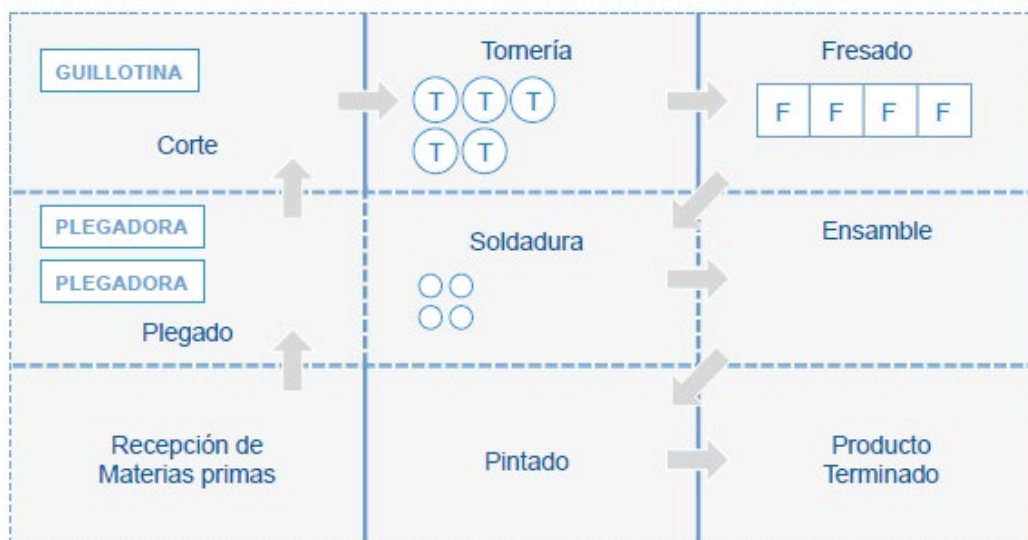 GUILLOTINA
Corte
Tornería
T T T
T T
Fresado
F F F F
PLEGADORA
PLEGADORA
Plegado
Soldadura
Ensamble
Recepción de
Materias primas
Pintado
Producto
Terminado